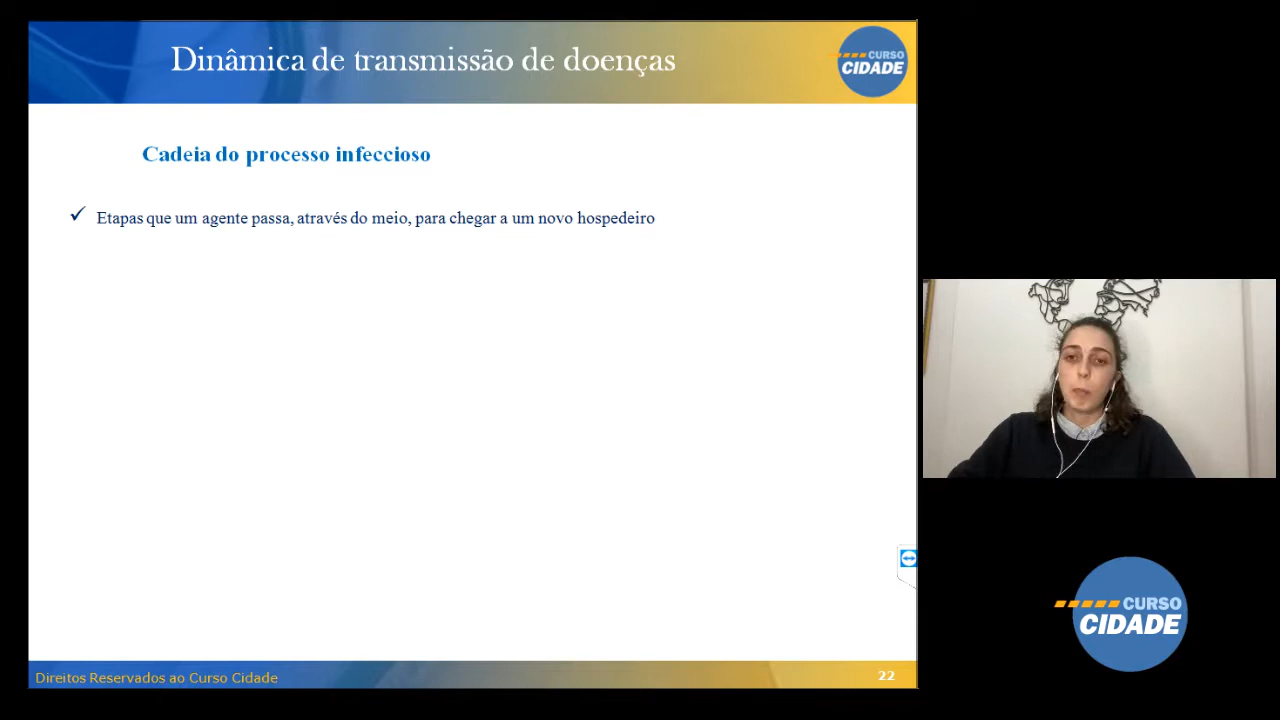 Dinâmica de transmissão de doenças
CURSO
CIDADE
Cadeia do processo infeccioso
Etapas que um agente passa, através do meio, para chegar a um novo hospedeiro
Direitos Reservados ao Curso Cidade
22
CURSO
CIDADE